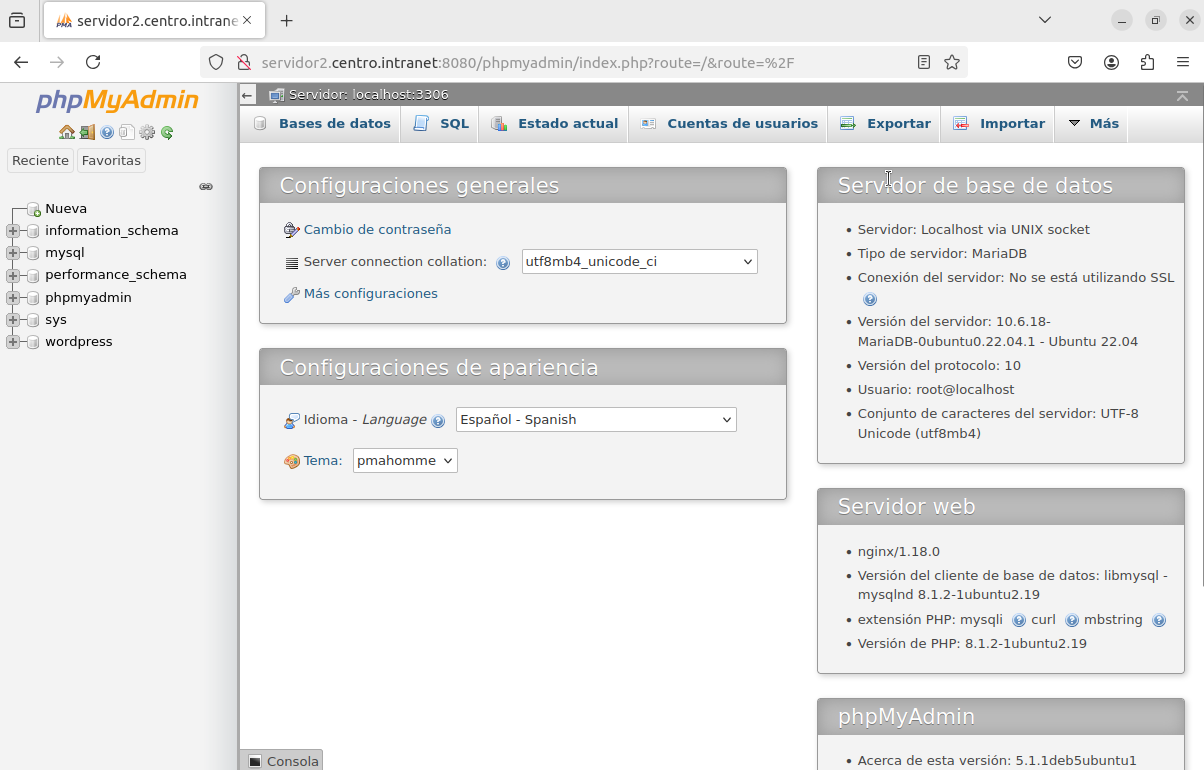 servidor2.centro.intrane
servidor2.centro.intranet:8080/phpmyadmin/index.php?route=/&route=%2F
phpMyAdmin
Reciente Favoritas
Nueva
information_schema
mysql
performance_schema
phpmyadmin
sys
wordpress
Servidor: localhost:3306
Bases de datos SQL Estado actual Cuentas de usuarios Exportar Importar Más
Configuraciones generales
Cambio de contraseña
Server connection collation: utf8mb4_unicode_ci
Más configuraciones
Configuraciones de apariencia
Idioma - Language Español - Spanish
Tema: pmahomme
Servidor de base de datos
• Servidor: Localhost via UNIX socket
• Tipo de servidor: MariaDB
• Conexión del servidor: No se está utilizando SSL
• Versión del servidor: 10.6.18-
MariaDB-0ubuntu0.22.04.1 - Ubuntu 22.04
• Versión del protocolo: 10
• Usuario: root@localhost
• Conjunto de caracteres del servidor: UTF-8
Unicode (utf8mb4)
Servidor web
• nginx/1.18.0
• Versión del cliente de base de datos: libmysql -
mysqlnd 8.1.2-1ubuntu2.19
• extensión PHP: mysqli curl mbstring
• Versión de PHP: 8.1.2-1ubuntu2.19
phpMyAdmin
• Acerca de esta versión: 5.1.1deb5ubuntu1
Consola